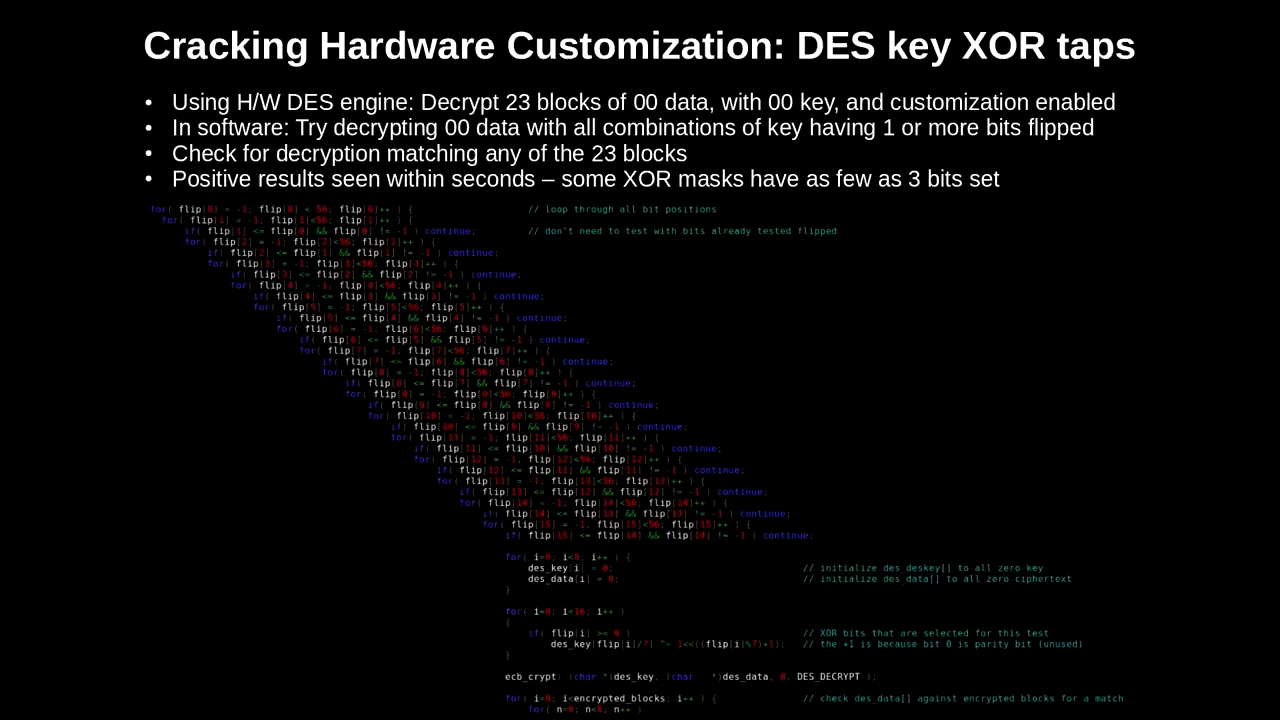 Cracking Hardware Customization: DES key XOR taps
• Using H/W DES engine: Decrypt 23 blocks of 00 data, with 00 key, and customization enabled
• In software: Try decrypting 00 data with all combinations of key having 1 or more bits flipped
• Check for decryption matching any of the 23 blocks
• Positive results seen within seconds – some XOR masks have as few as 3 bits set
for( flip[0] = -1; flip[0] < 56; flip[0]++ ) { // loop through all bit positions
for( flip[1] = -1; flip[1]<56; flip[1]++ ) {
if( flip[1] <= flip[0] && flip[0] != -1 ) continue; // don't need to test with bits already tested flipped
for( flip[2] = -1; flip[2]<56; flip[2]++ ) {
if( flip[2] <= flip[1] && flip[1] != -1 ) continue;
for( flip[3] = -1; flip[3]<56; flip[3]++ ) {
if( flip[3] <= flip[2] && flip[2] != -1 ) continue;
for( flip[4] = -1; flip[4]<56; flip[4]++ ) {
if( flip[4] <= flip[3] && flip[3] != -1 ) continue;
for( flip[5] = -1; flip[5]<56; flip[5]++ ) {
if( flip[5] <= flip[4] && flip[4] != -1 ) continue;
for( flip[6] = -1; flip[6]<56; flip[6]++ ) {
if( flip[6] <= flip[5] && flip[5] != -1 ) continue;
for( flip[7] = -1; flip[7]<56; flip[7]++ ) {
if( flip[7] <= flip[6] && flip[6] != -1 ) continue;
for( flip[8] = -1; flip[8]<56; flip[8]++ ) {
if( flip[8] <= flip[7] && flip[7] != -1 ) continue;
for( flip[9] = -1; flip[9]<56; flip[9]++ ) {
if( flip[9] <= flip[8] && flip[8] != -1 ) continue;
for( flip[10] = -1; flip[10]<56; flip[10]++ ) {
if( flip[10] <= flip[9] && flip[9] != -1 ) continue;
for( flip[11] = -1; flip[11]<56; flip[11]++ ) {
if( flip[11] <= flip[10] && flip[10] != -1 ) continue;
for( flip[12] = -1; flip[12]<56; flip[12]++ ) {
if( flip[12] <= flip[11] && flip[11] != -1 ) continue;
for( flip[13] = -1; flip[13]<56; flip[13]++ ) {
if( flip[13] <= flip[12] && flip[12] != -1 ) continue;
for( flip[14] = -1; flip[14]<56; flip[14]++ ) {
if( flip[14] <= flip[13] && flip[13] != -1 ) continue;
for( flip[15] = -1; flip[15]<56; flip[15]++ ) {
if( flip[15] <= flip[14] && flip[14] != -1 ) continue;
for( i=0; i<8; i++ ) {
des_key[i] = 0; // initialize des deskey[] to all zero key
des_data[i] = 0; // initialize des data[] to all zero ciphertext
}
for( i=0; i<16; i++ )
{
if( flip[i] >= 0 ) // XOR bits that are selected for this test
des_key[flip[i]/7] ^= 1<<((flip[i]%7)+1); // the +1 is because bit 0 is parity bit (unused)
}
ecb_crypt( (char *)des_key, (char *)des_data, 8, DES_DECRYPT );
for( i=0; i<encrypted_blocks; i++ ) { // check des_data[] against encrypted blocks for a match
for( n=0; n<8; n++ )